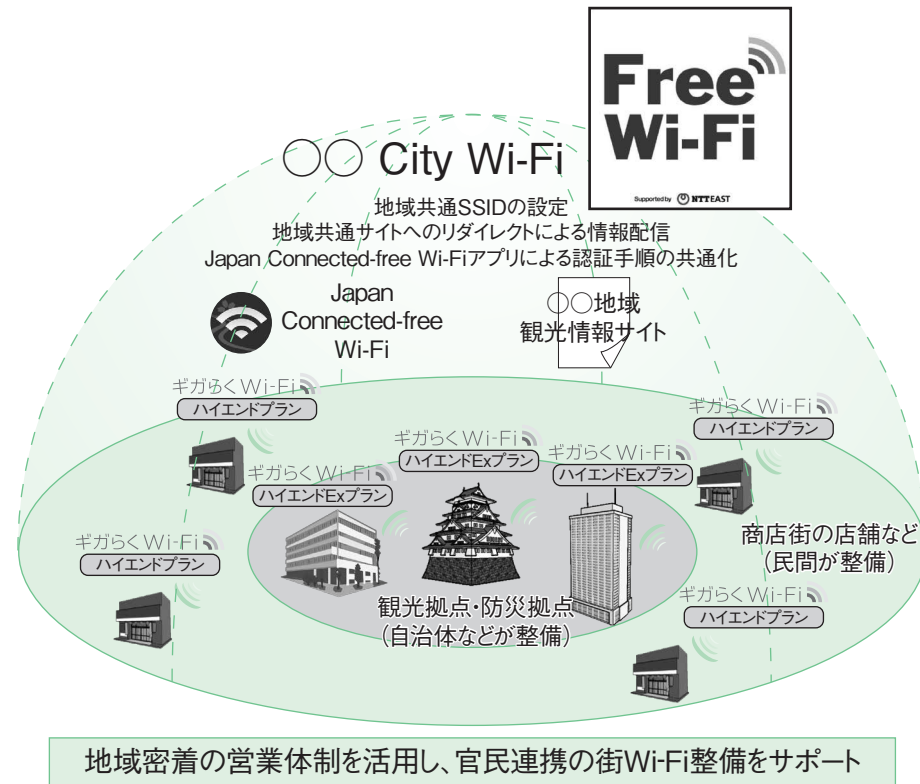 Free
Wi-Fi
Supported by NTT EAST
○○ City Wi-Fi
地域共通SSIDの設定
地域共通サイトへのリダイレクトによる情報配信
Japan Connected-free Wi-Fiアプリによる認証手順の共通化
Japan
Connected-free
Wi-Fi
○○地域
観光情報サイト
ギガらくWi-Fi
ハイエンドプラン
ギガらくWi-Fi
ハイエンドExプラン
ギガらくWi-Fi
ハイエンドExプラン
ギガらくWi-Fi
ハイエンドExプラン
ギガらくWi-Fi
ハイエンドプラン
ギガらくWi-Fi
ハイエンドプラン
商店街の店舗など
(民間が整備)
観光拠点・防災拠点
(自治体などが整備)
ギガらくWi-Fi
ハイエンドプラン
地域密着の営業体制を活用し、官民連携の街Wi-Fi整備をサポート